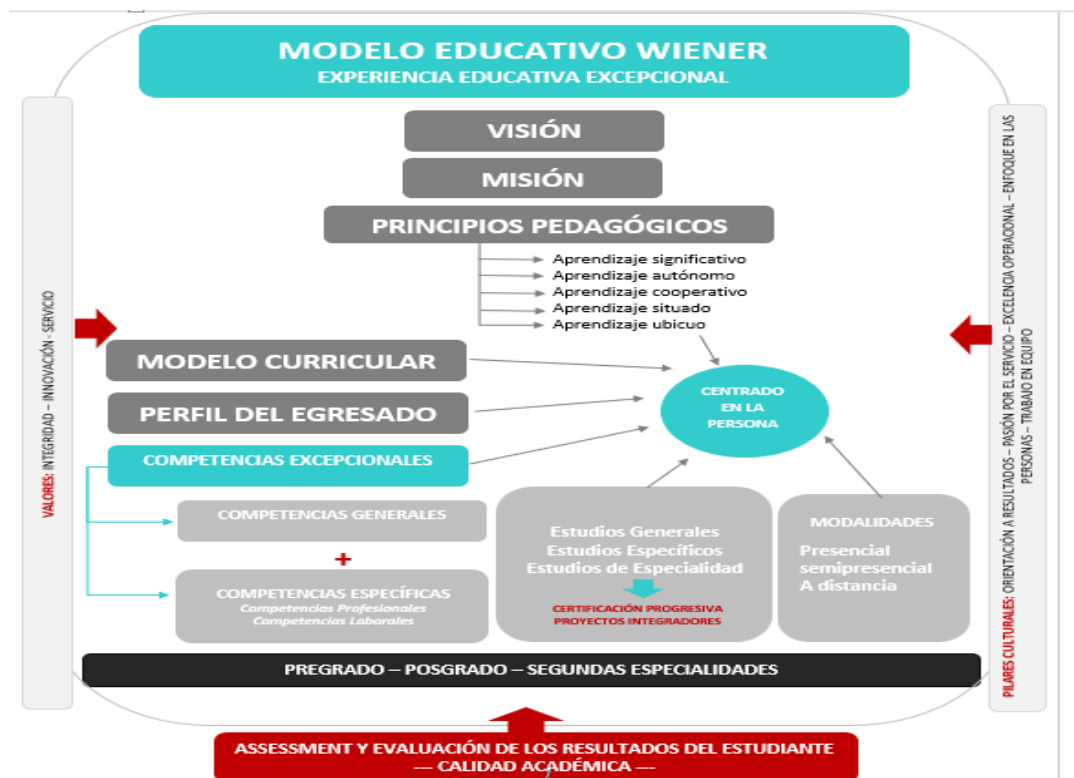 MODELO EDUCATIVO WIENER
EXPERIENCIA EDUCATIVA EXCEPCIONAL
VISIÓN
MISIÓN
PRINCIPIOS PEDAGÓGICOS
Aprendizaje significativo
Aprendizaje autónomo
Aprendizaje cooperativo
Aprendizaje situado
Aprendizaje ubicuo
VALORES: INTEGRIDAD – INNOVACIÓN - SERVICIO
MODELO CURRICULAR
PERFIL DEL EGRESADO
COMPETENCIAS EXCEPCIONALES
CENTRADO
EN LA
PERSONA
COMPETENCIAS GENERALES
+
COMPETENCIAS ESPECÍFICAS
Competencias Profesionales
Competencias Laborales
Estudios Generales
Estudios Específicos
Estudios de Especialidad
CERTIFICACIÓN PROGRESIVA
PROYECTOS INTEGRADORES
MODALIDADES
Presencial
semipresencial
A distancia
PILARES CULTURALES: ORIENTACIÓN A RESULTADOS – PASIÓN POR EL SERVICIO – EXCELENCIA OPERACIONAL – ENFOQUE EN LAS
PERSONAS – TRABAJO EN EQUIPO
PREGRADO – POSGRADO – SEGUNDAS ESPECIALIDADES
ASSESSMENT Y EVALUACIÓN DE LOS RESULTADOS DEL ESTUDIANTE
--- CALIDAD ACADÉMICA ---